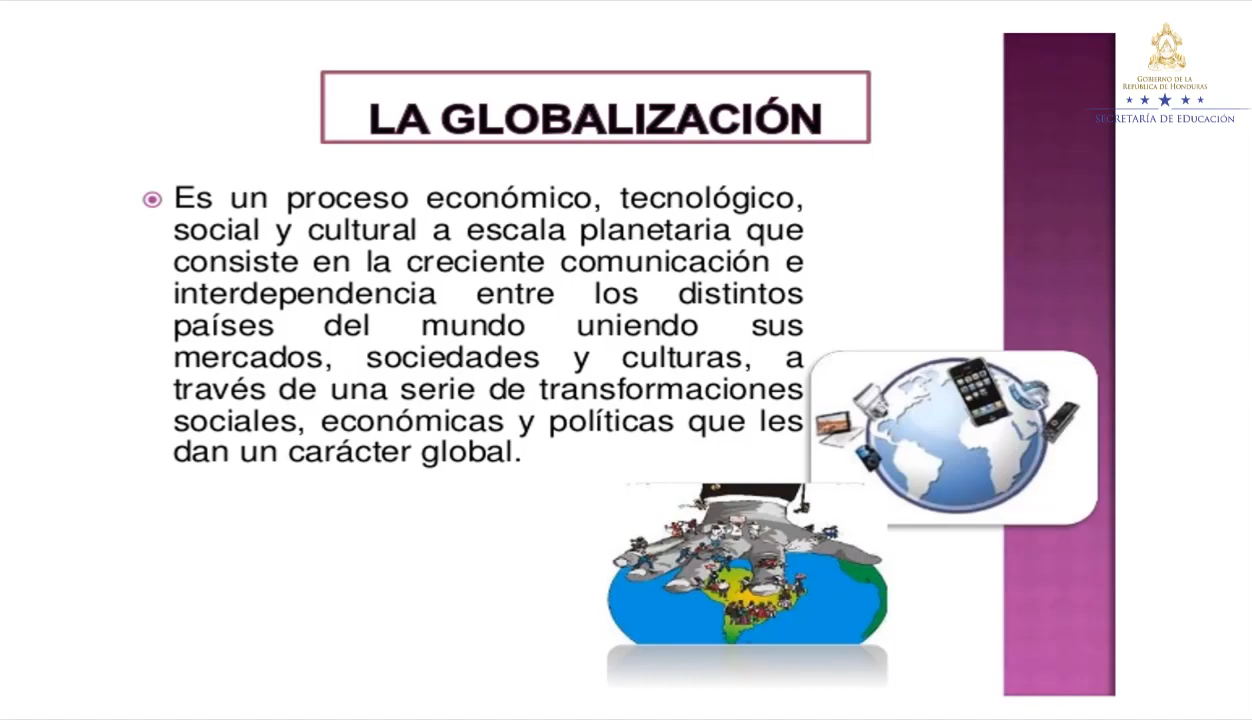 LA GLOBALIZACIÓN
Es un proceso económico, tecnológico,
social y cultural a escala planetaria que
consiste en la creciente comunicación e
interdependencia entre los distintos
países del mundo uniendo sus
mercados, sociedades y culturas, a
través de una serie de transformaciones
sociales, económicas y políticas que les
dan un carácter global.
GOBIERNO DE LA
REPÚBLICA DE HONDURAS
SECRETARÍA DE EDUCACIÓN